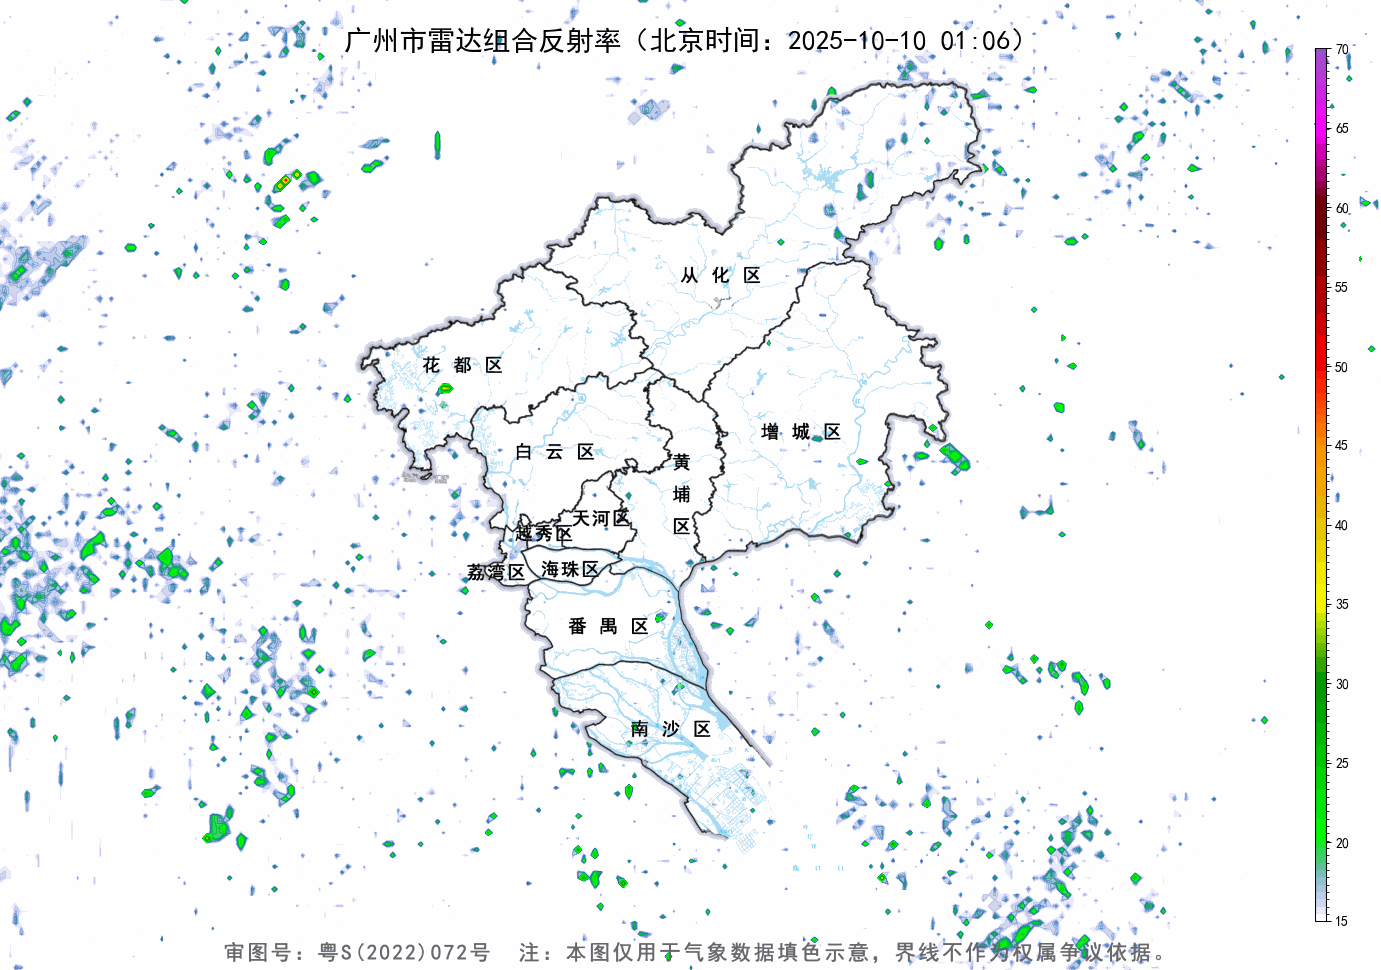 广州市雷达组合反射率（北京时间：2025-10-10 01:06）
70
65
60
55
50
45
40
35
30
25
20
15
从化区
花都区
增城区
白云区
黄埔区
天河区
越秀区
荔湾区
海珠区
番禺区
南沙区
审图号：粤S(2022)072号 注：本图仅用于气象数据填色示意，界线不作为权属争议依据。